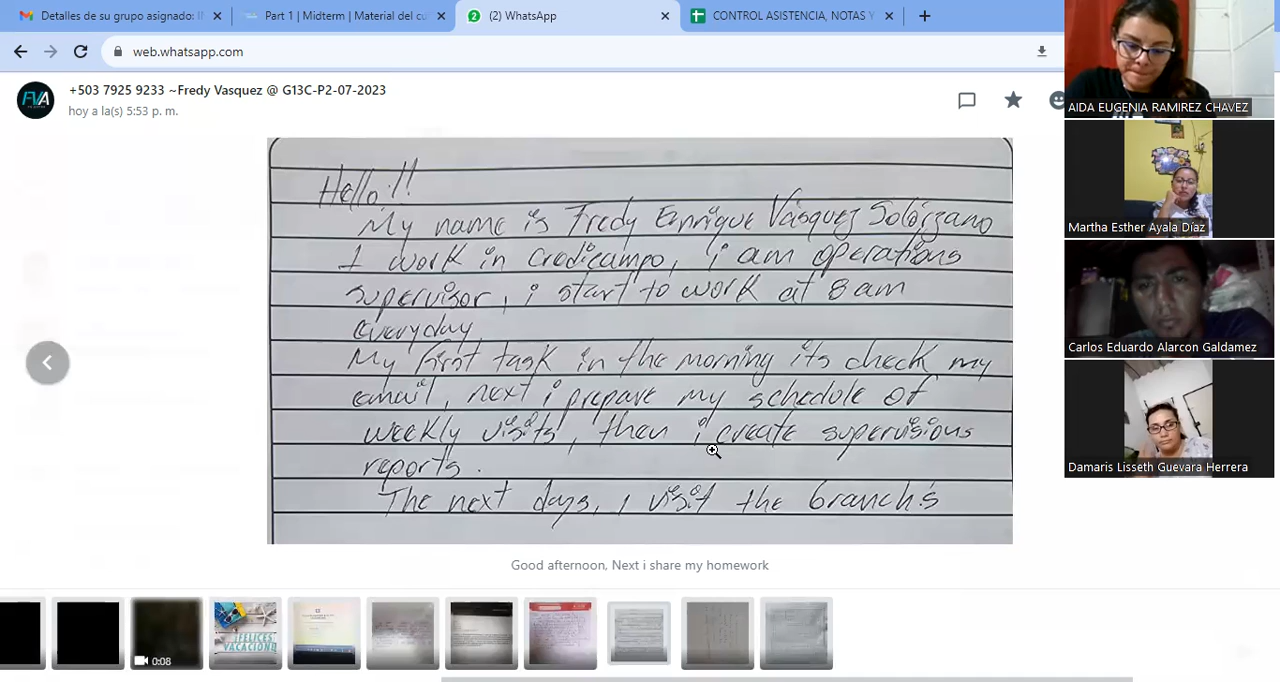 Detalles de su grupo asignado: I
Part 1 | Midterm | Material del cu
(2) WhatsApp
CONTROL ASISTENCIA, NOTAS Y
web.whatsapp.com
+503 7925 9233 ~Fredy Vasquez @ G13C-P2-07-2023
hoy a la(s) 5:53 p. m.
FVA
Hello!!
My name is Fredy Enrique Vásquez Solórzano
I work in credicampo, i am operations
supervisor, i start to work at 8 am
everyday
My first task in the morning its check my
email, next i prepare my schedule of
weekly visits, then i create supervisions
reports.
The next days, I visit the branch's
Good afternoon, Next i share my homework
0:08
¡FELICES
VACACIONE
AIDA EUGENIA RAMIREZ CHAVEZ
Martha Esther Ayala Díaz
Carlos Eduardo Alarcon Galdamez
Damaris Lisseth Guevara Herrera